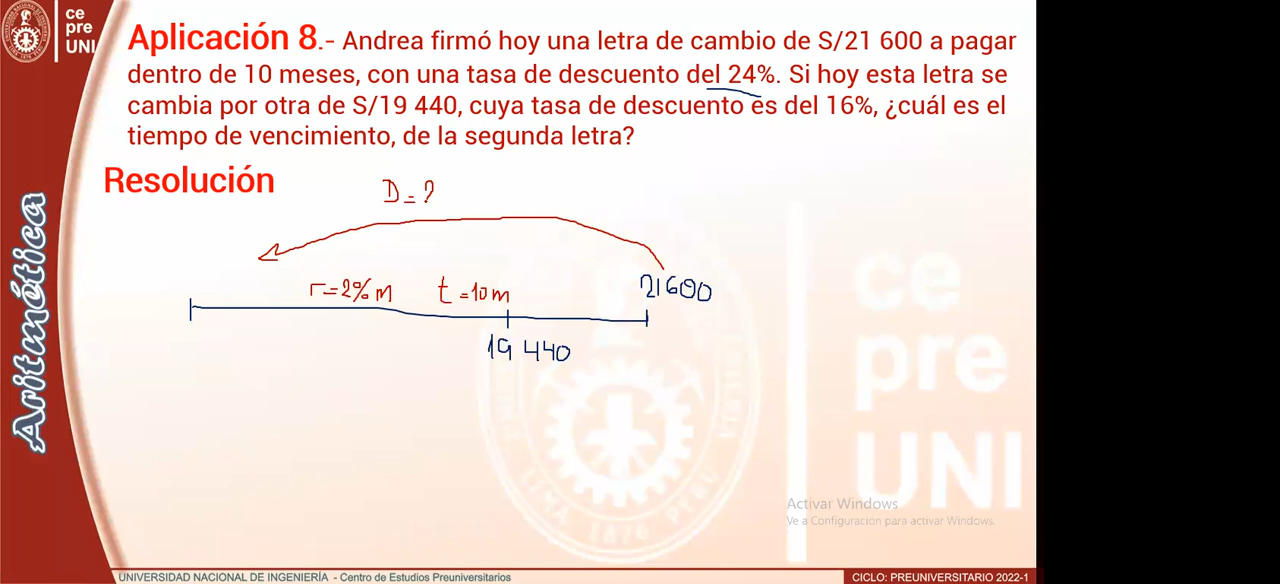 ce
pre
UNI
Aplicación 8.- Andrea firmó hoy una letra de cambio de S/21 600 a pagar
dentro de 10 meses, con una tasa de descuento del 24%. Si hoy esta letra se
cambia por otra de S/19 440, cuya tasa de descuento es del 16%, ¿cuál es el
tiempo de vencimiento, de la segunda letra?
Resolución
D=?
r=2% m t=10m 21600
19 440
Aritmética
ce
pre
UNI
LIMA 1876 PERU
Activar Windows
Ve a Configuración para activar Windows.
UNIVERSIDAD NACIONAL DE INGENIERÍA - Centro de Estudios Preuniversitarios
CICLO: PREUNIVERSITARIO 2022-1